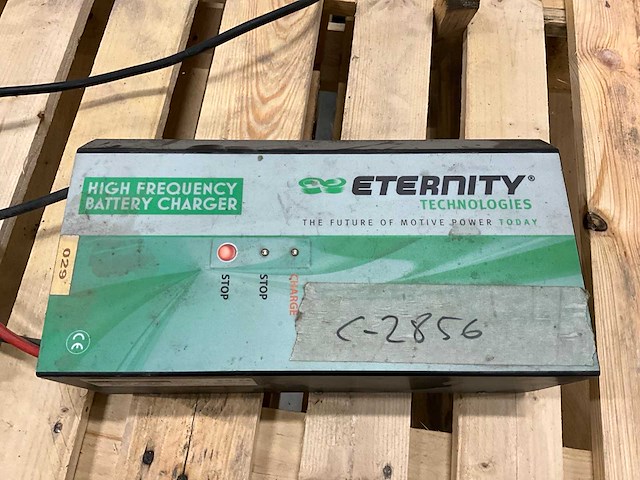 HIGH FREQUENCY
BATTERY CHARGER
ETERNITY®
TECHNOLOGIES
THE FUTURE OF MOTIVE POWER TODAY
029
STOP
STOP
CHARGE
C-2856
CE